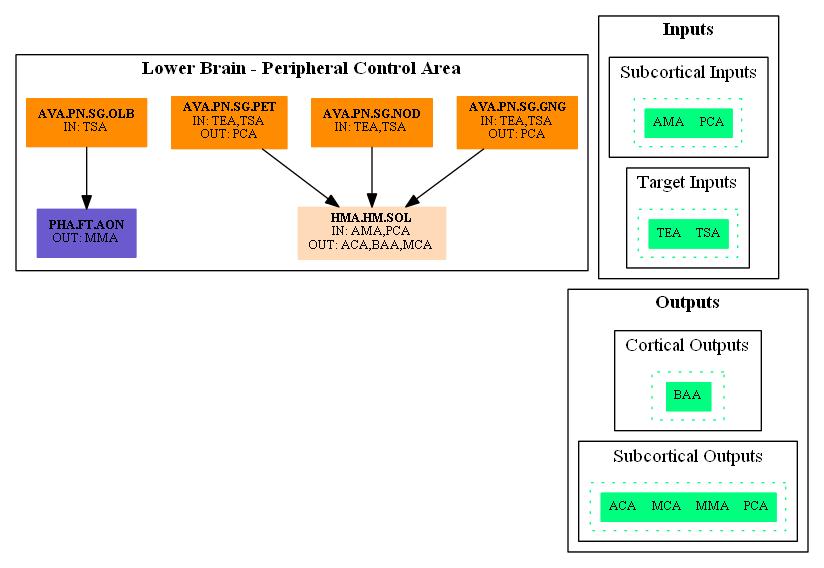 Lower Brain - Peripheral Control Area
AVA.PN.SG.OLB
IN: TSA
AVA.PN.SG.PET
IN: TEA,TSA
OUT: PCA
AVA.PN.SG.NOD
IN: TEA,TSA
AVA.PN.SG.GNG
IN: TEA,TSA
OUT: PCA
PHA.FT.AON
OUT: MMA
HMA.HM.SOL
IN: AMA,PCA
OUT: ACA,BAA,MCA
Inputs
Subcortical Inputs
AMA PCA
Target Inputs
TEA TSA
Outputs
Cortical Outputs
BAA
Subcortical Outputs
ACA MCA MMA PCA